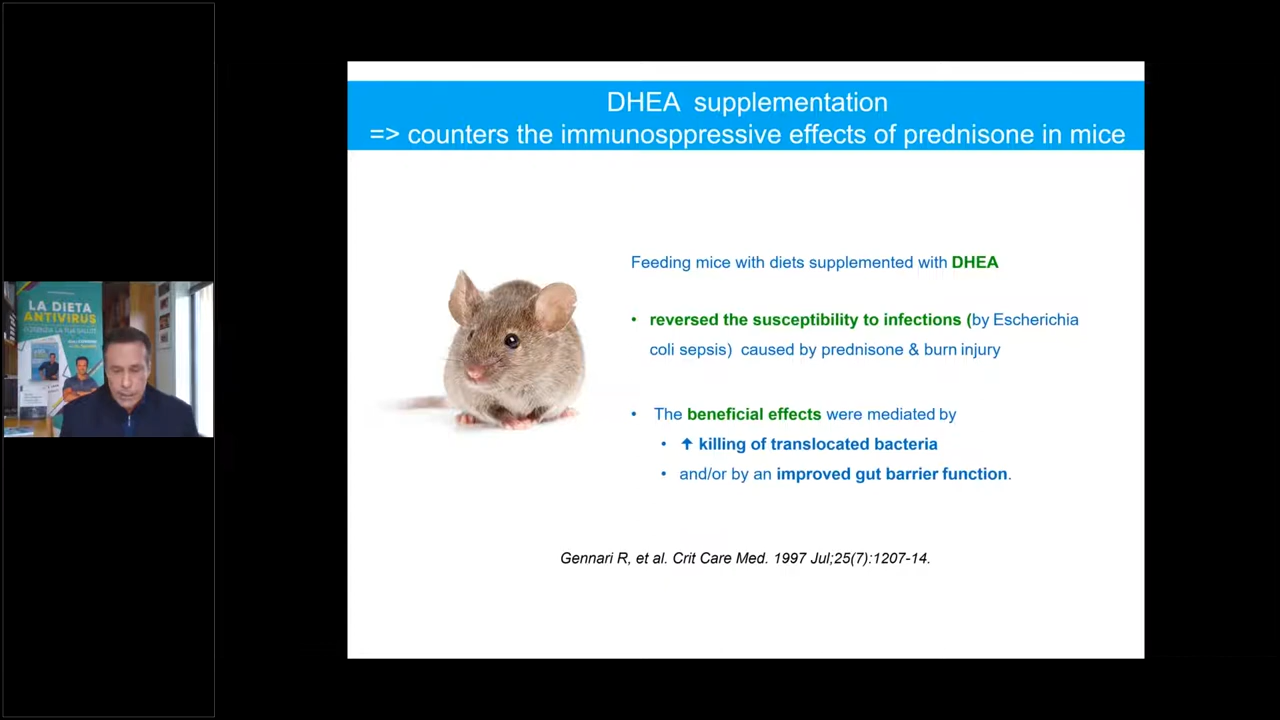 DHEA supplementation
=> counters the immunosppressive effects of prednisone in mice
LA DIETA
ANTIVIRUS
Feeding mice with diets supplemented with DHEA
• reversed the susceptibility to infections (by Escherichia
coli sepsis) caused by prednisone & burn injury
• The beneficial effects were mediated by
• ↑ killing of translocated bacteria
• and/or by an improved gut barrier function.
Gennari R, et al. Crit Care Med. 1997 Jul;25(7):1207-14.